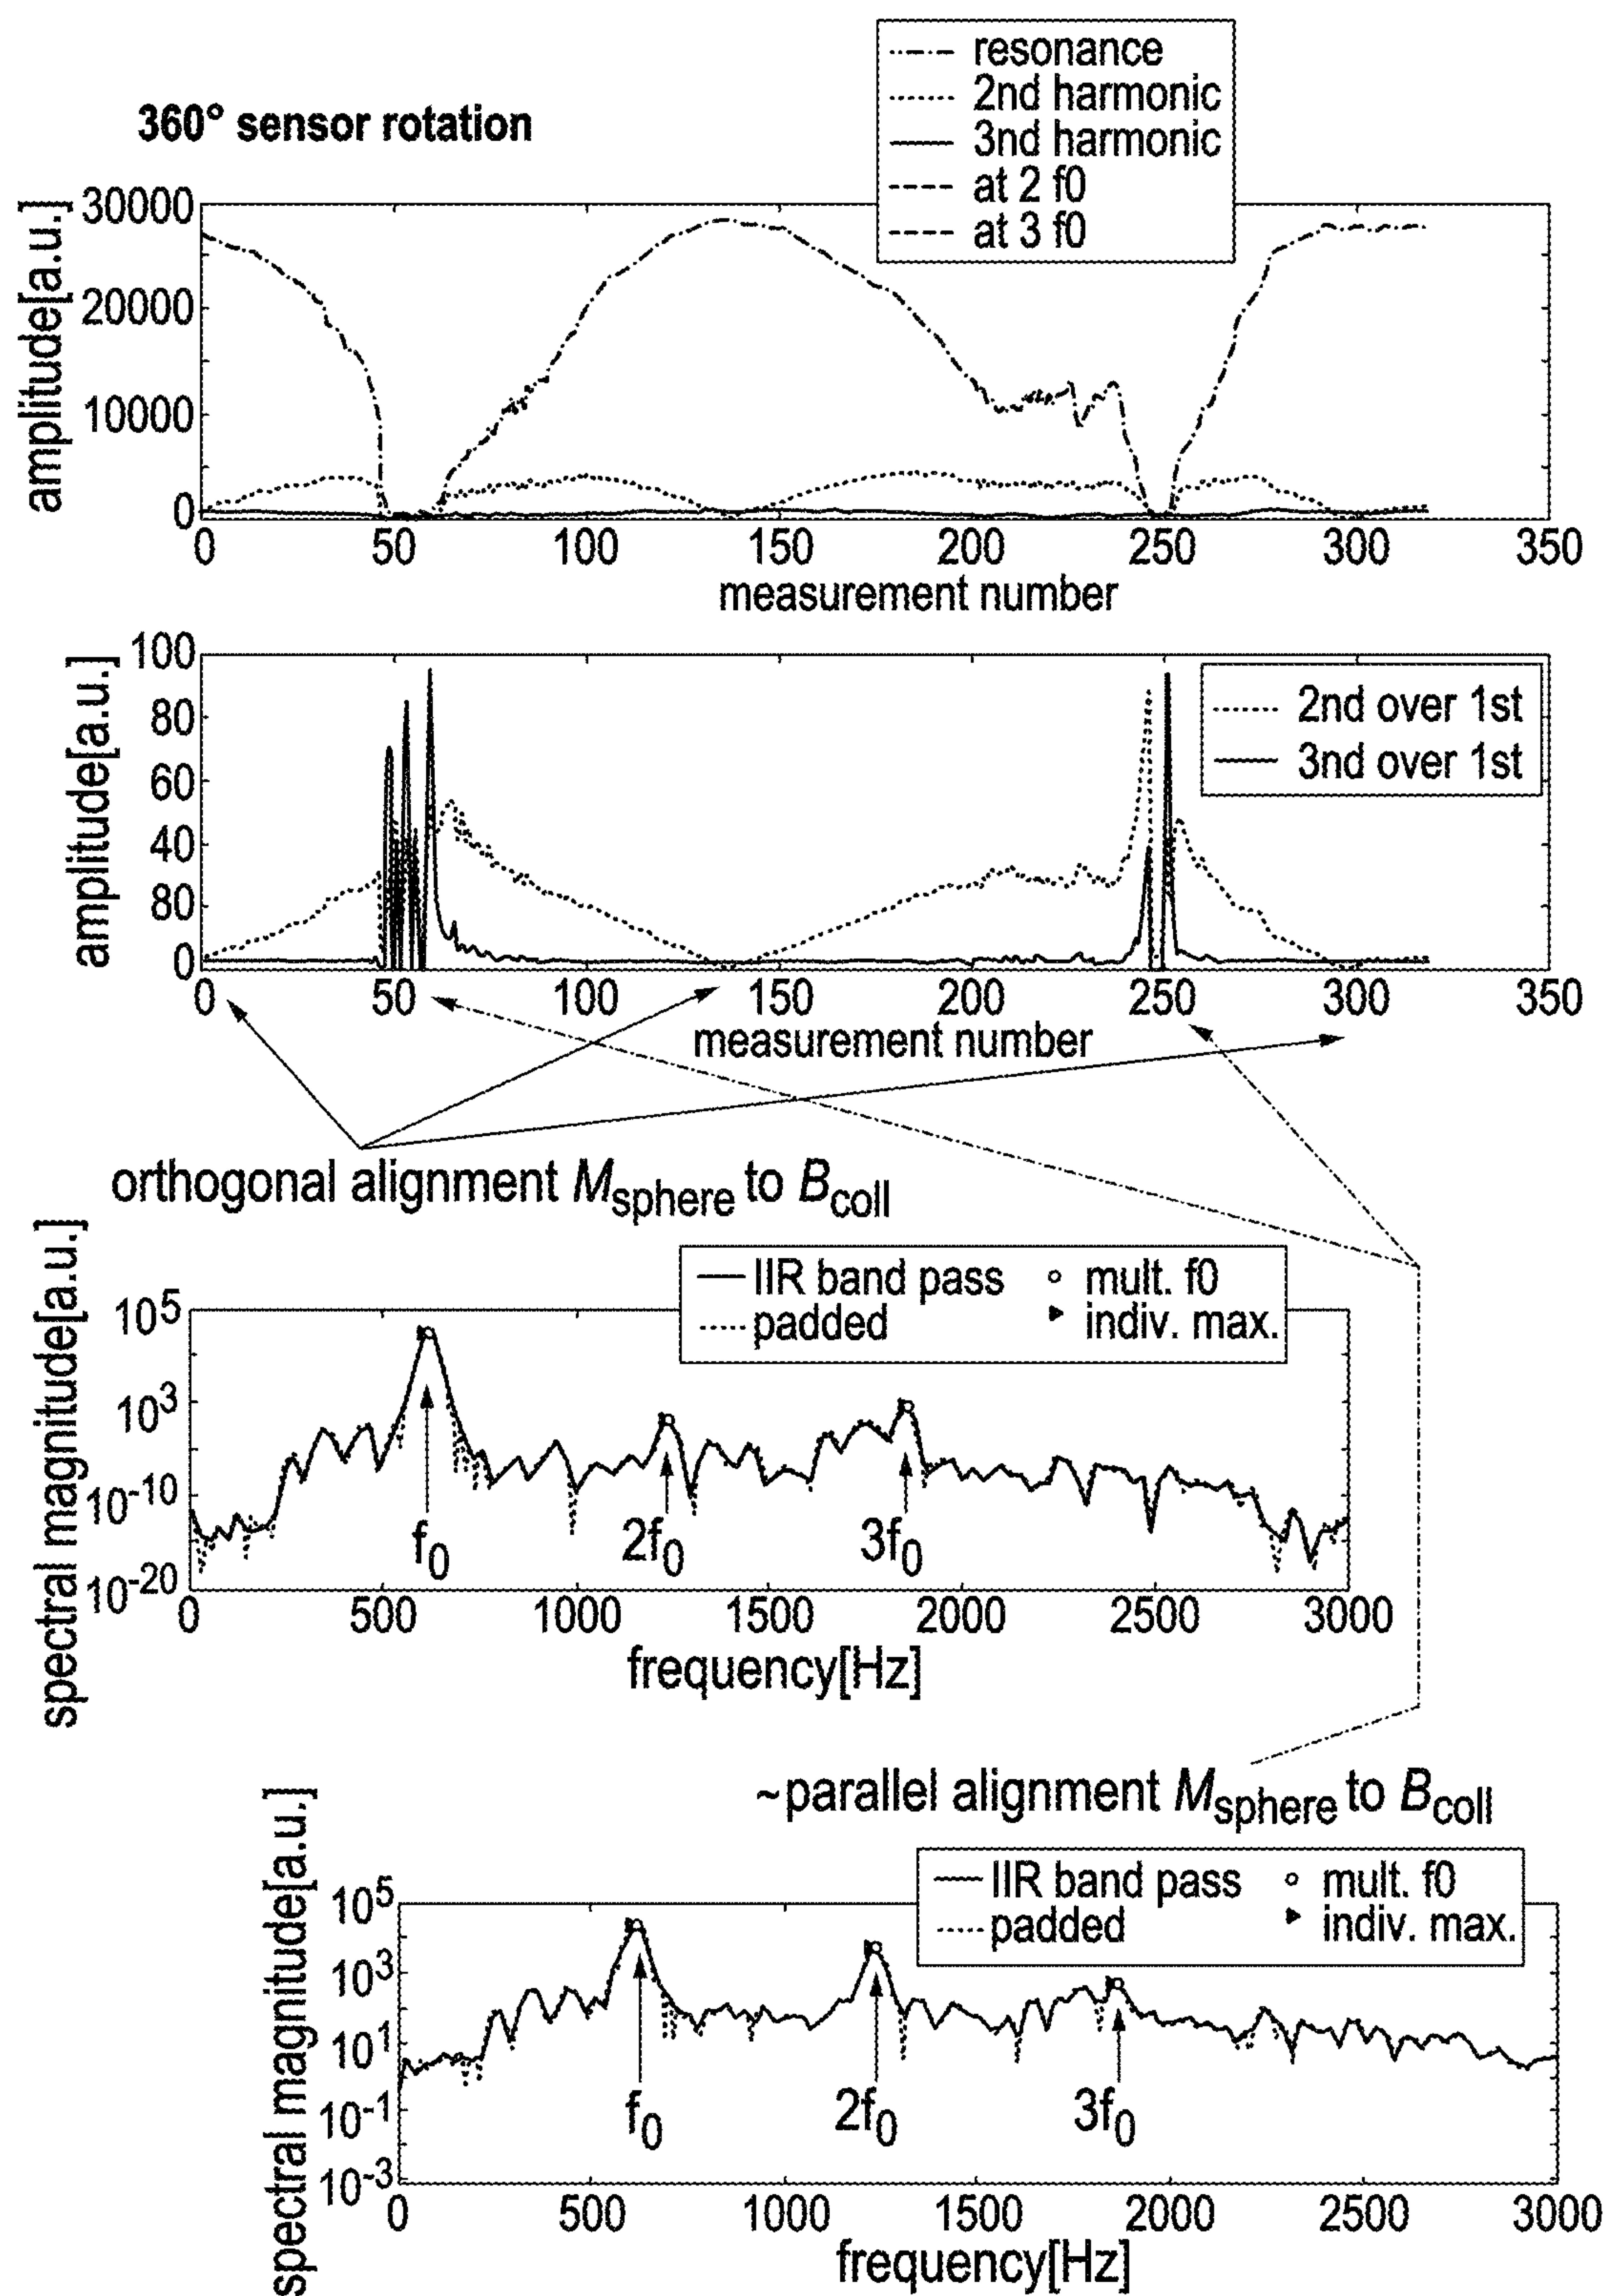 resonance
2nd harmonic
3nd harmonic
at 2 f0
at 3 f0
360° sensor rotation
amplitude[a.u.]
30000
20000
10000
0
0 50 100 150 200 250 300 350
measurement number
amplitude[a.u.]
100
80
60
40
80
0
2nd over 1st
3nd over 1st
0 50 100 150 200 250 300 350
measurement number
orthogonal alignment Msphere to Bcoll
spectral magnitude[a.u.]
IIR band pass mult. f0
padded indiv. max.
10^5
10^3
10^-10
10^-20
f0 2f0 3f0
0 500 1000 1500 2000 2500 3000
frequency[Hz]
~parallel alignment Msphere to Bcoll
spectral magnitude[a.u.]
IIR band pass mult. f0
padded indiv. max.
10^5
10^3
10^1
10^-1
10^-3
f0 2f0 3f0
0 500 1000 1500 2000 2500 3000
frequency[Hz]